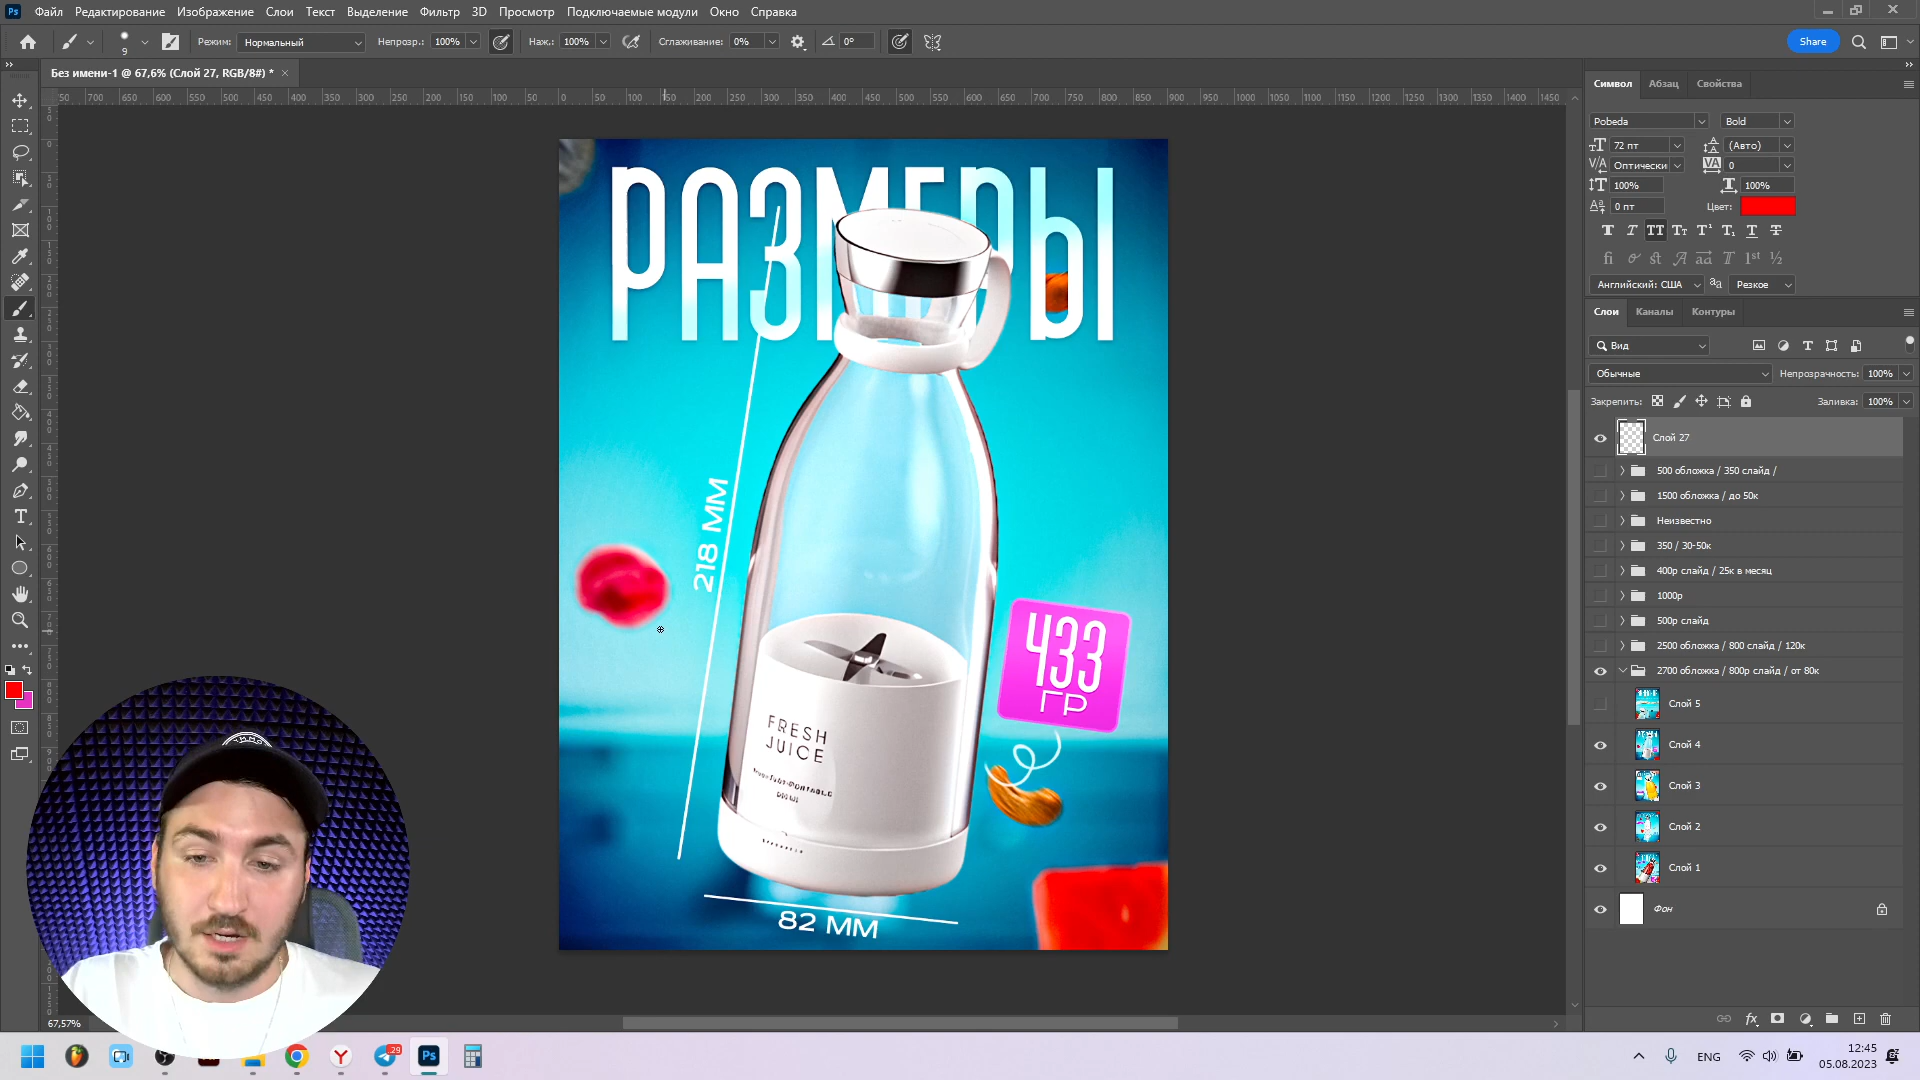 Ps Файл Редактирование Изображение Слои Текст Выделение Фильтр 3D Просмотр Подключаемые модули Окно Справка
9 Режим: Нормальный Непрозр.: 100% Наж.: 100% Сглаживание: 0% 0° Share
Без имени-1 @ 67,6% (Слой 27, RGB/8#) *
РАЗМЕРЫ
218 ММ
FRESH
JUICE
433
ГР
82 ММ
67,57%
Символ Абзац Свойства
Pobeda Bold
72 пт (Авто)
Оптически 0
100% 100%
0 пт Цвет:
Английский: США Резкое
Слои Каналы Контуры
Вид
Обычные Непрозрачность: 100%
Закрепить: Заливка: 100%
Слой 27
500 обложка / 350 слайд /
1500 обложка / до 50к
Неизвестно
350 / 30-50к
400р слайд / 25к в месяц
1000р
500р слайд
2500 обложка / 800 слайд / 120к
2700 обложка / 800р слайд / от 80к
Слой 5
Слой 4
Слой 3
Слой 2
Слой 1
Фон
29
Ps
ENG
12:45
05.08.2023